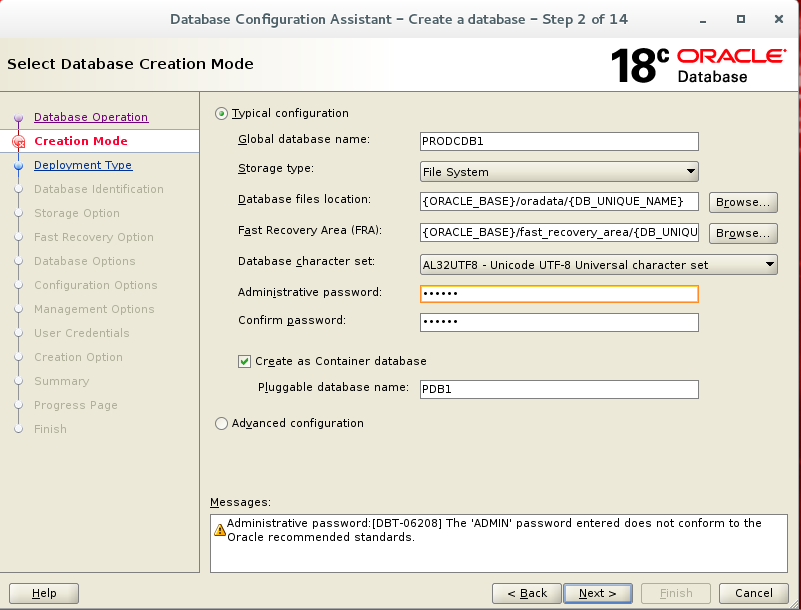 Database Configuration Assistant – Create a database – Step 2 of 14
Select Database Creation Mode
18c ORACLE
Database
Database Operation
Creation Mode
Deployment Type
Database Identification
Storage Option
Fast Recovery Option
Database Options
Configuration Options
Management Options
User Credentials
Creation Option
Summary
Progress Page
Finish
Typical configuration
Global database name: PRODCDB1
Storage type: File System
Database files location: {ORACLE_BASE}/oradata/{DB_UNIQUE_NAME} Browse...
Fast Recovery Area (FRA): {ORACLE_BASE}/fast_recovery_area/{DB_UNIQU Browse...
Database character set: AL32UTF8 - Unicode UTF-8 Universal character set
Administrative password: ••••••
Confirm password: ••••••
Create as Container database
Pluggable database name: PDB1
Advanced configuration
Messages:
Administrative password:[DBT-06208] The 'ADMIN' password entered does not conform to the
Oracle recommended standards.
Help < Back Next > Finish Cancel